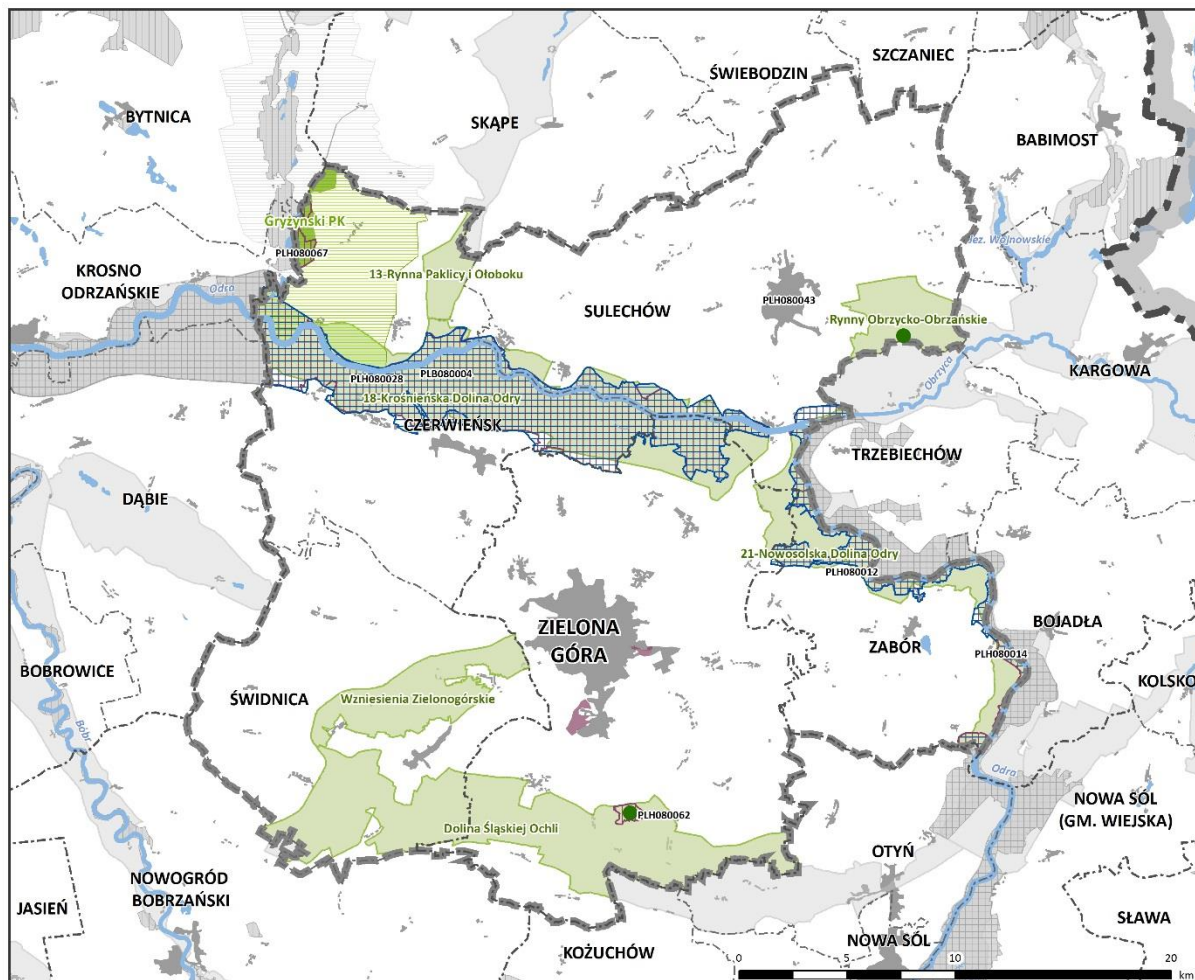 SZCZANIEC
ŚWIEBODZIN
BYTNICA
SKĄPE
BABIMOST
Gryżyński PK
PLH080067
Jez. Wojnowskie
KROSNO
ODRZAŃSKIE
13-Rynna Paklicy i Ołoboku
Odra
PLH080043
SULECHÓW
Rynny Obrzycko-Obrzańskie
KARGOWA
Obrzyca
PLH080028
PLB080004
18-Krośnieńska Dolina Odry
CZERWIEŃSK
TRZEBIECHÓW
DĄBIE
21-Nowosolska Dolina Odry
PLH080012
BOJADŁA
ZIELONA
GÓRA
ZABÓR
PLH080014
BOBROWICE
KOLSKO
ŚWIDNICA
Wzniesienia Zielonogórskie
Bóbr
Odra
NOWA SÓL
(GM. WIEJSKA)
PLH080062
Dolina Śląskiej Ochli
OTYŃ
NOWOGRÓD
BOBRZAŃSKI
JASIEŃ
SŁAWA
KOŻUCHÓW
NOWA SÓL
0 5 10 20
km